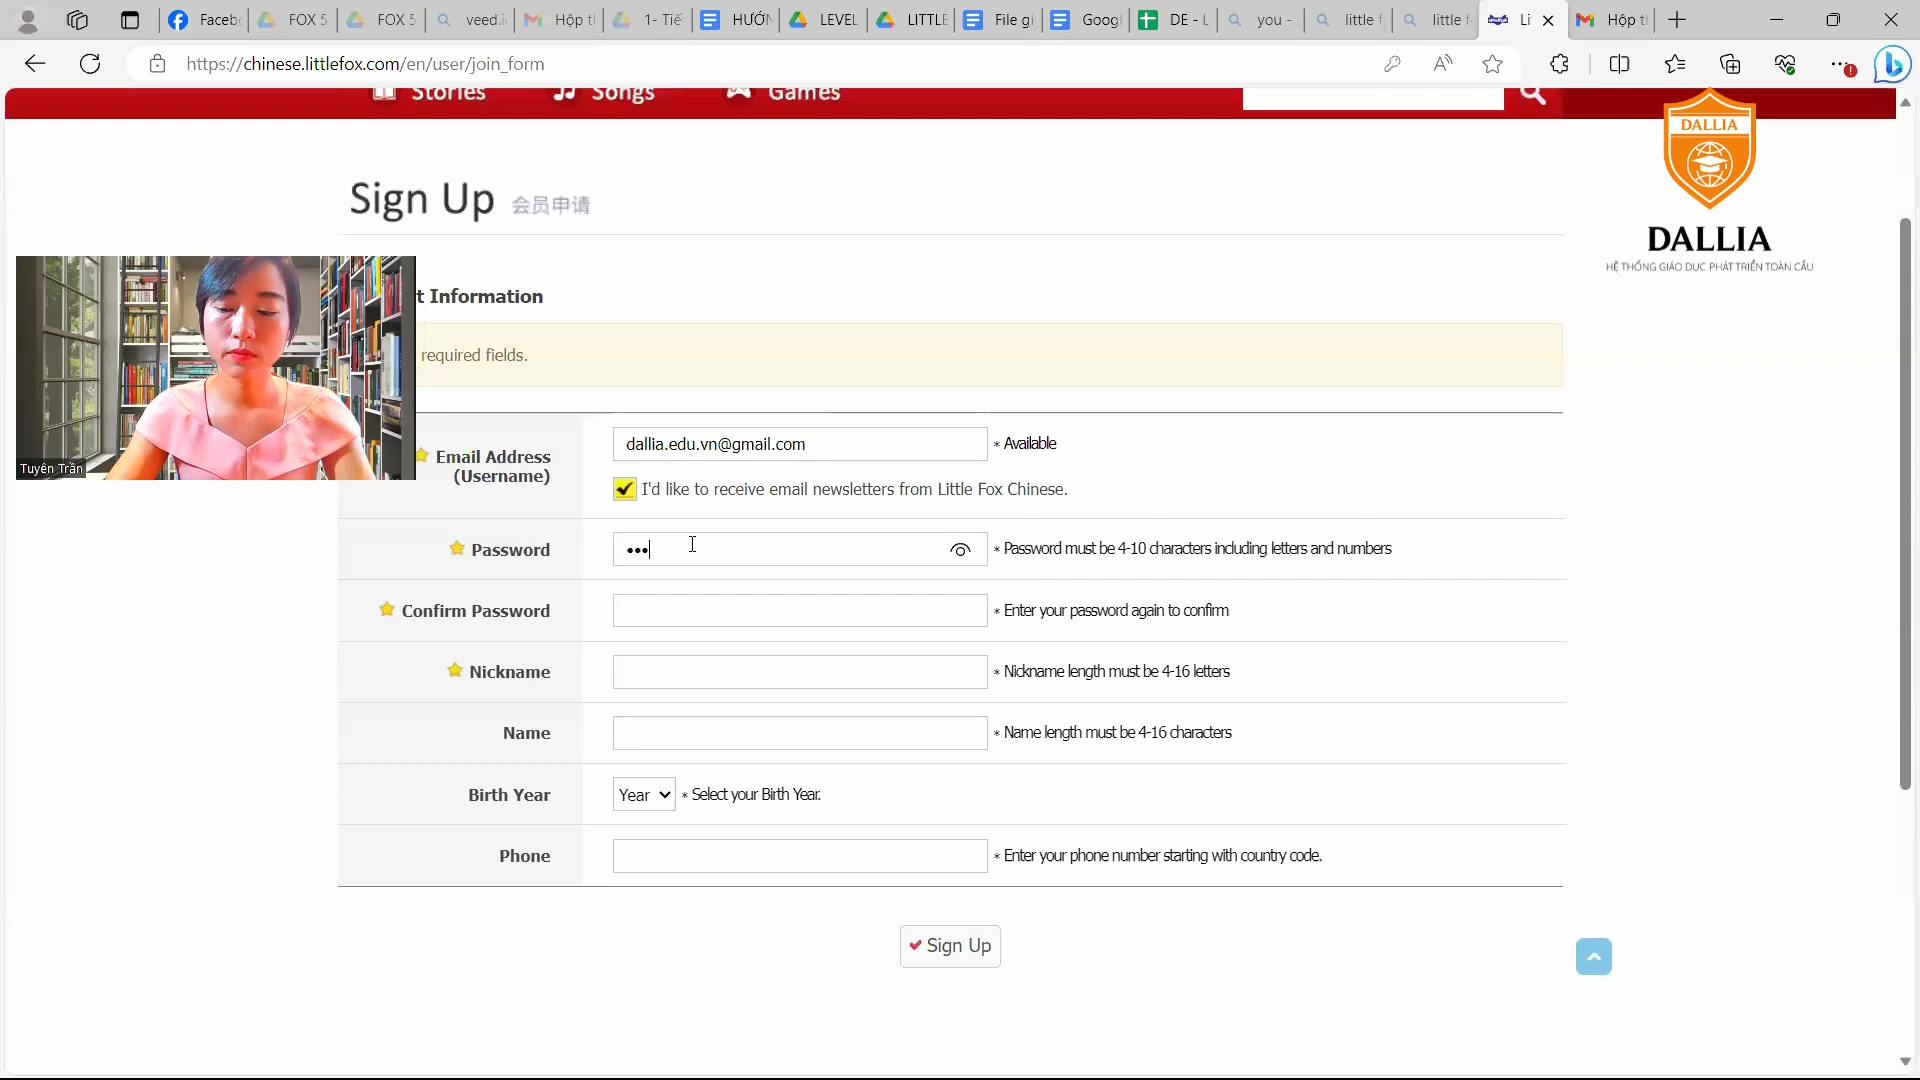 Faceb
FOX 5
FOX 5
veed.i
Hộp t
1- Tiế
HƯỚN
LEVEL
LITTLE
File gi
Googl
DE - L
you -
little f
little f
Li
Hộp t
https://chinese.littlefox.com/en/user/join_form
Stories
Songs
Games
DALLIA
DALLIA
HỆ THỐNG GIÁO DỤC PHÁT TRIỂN TOÀN CẦU
Sign Up 会员申请
t Information
required fields.
Tuyên Trần
Email Address
(Username)
dallia.edu.vn@gmail.com
* Available
I'd like to receive email newsletters from Little Fox Chinese.
Password
•••
* Password must be 4-10 characters including letters and numbers
Confirm Password
* Enter your password again to confirm
Nickname
* Nickname length must be 4-16 letters
Name
* Name length must be 4-16 characters
Birth Year
Year
* Select your Birth Year.
Phone
* Enter your phone number starting with country code.
Sign Up